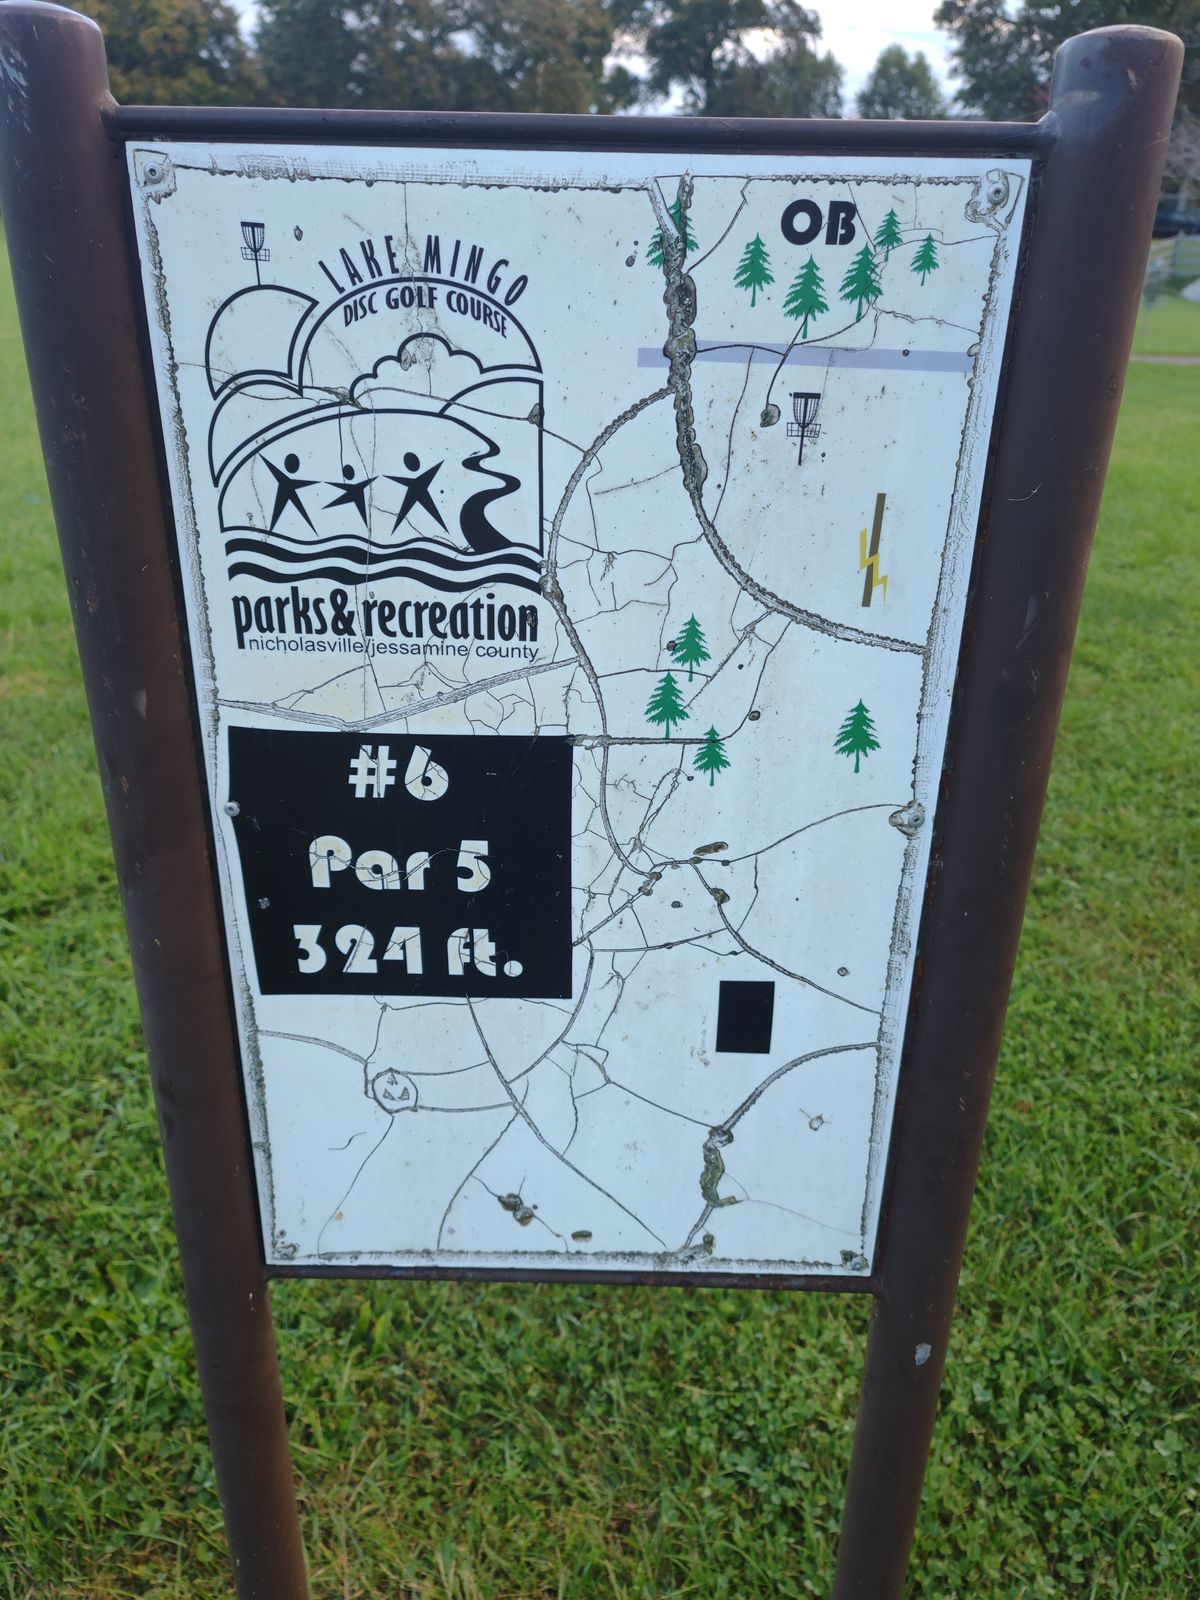 OB
LAKE MINGO
DISC GOLF COURSE
parks & recreation
nicholasville/jessamine county
#6
Par 5
324 ft.